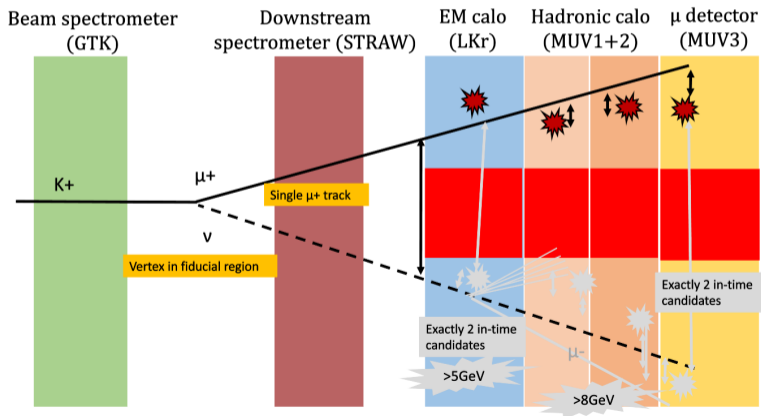 Beam spectrometer
(GTK)
Downstream
spectrometer (STRAW)
EM calo
(LKr)
Hadronic calo
(MUV1+2)
μ detector
(MUV3)
K+
μ+
Single μ+ track
ν
Vertex in fiducial region
Exactly 2 in-time
candidates
Exactly 2 in-time
candidates
μ-
>5GeV
>8GeV